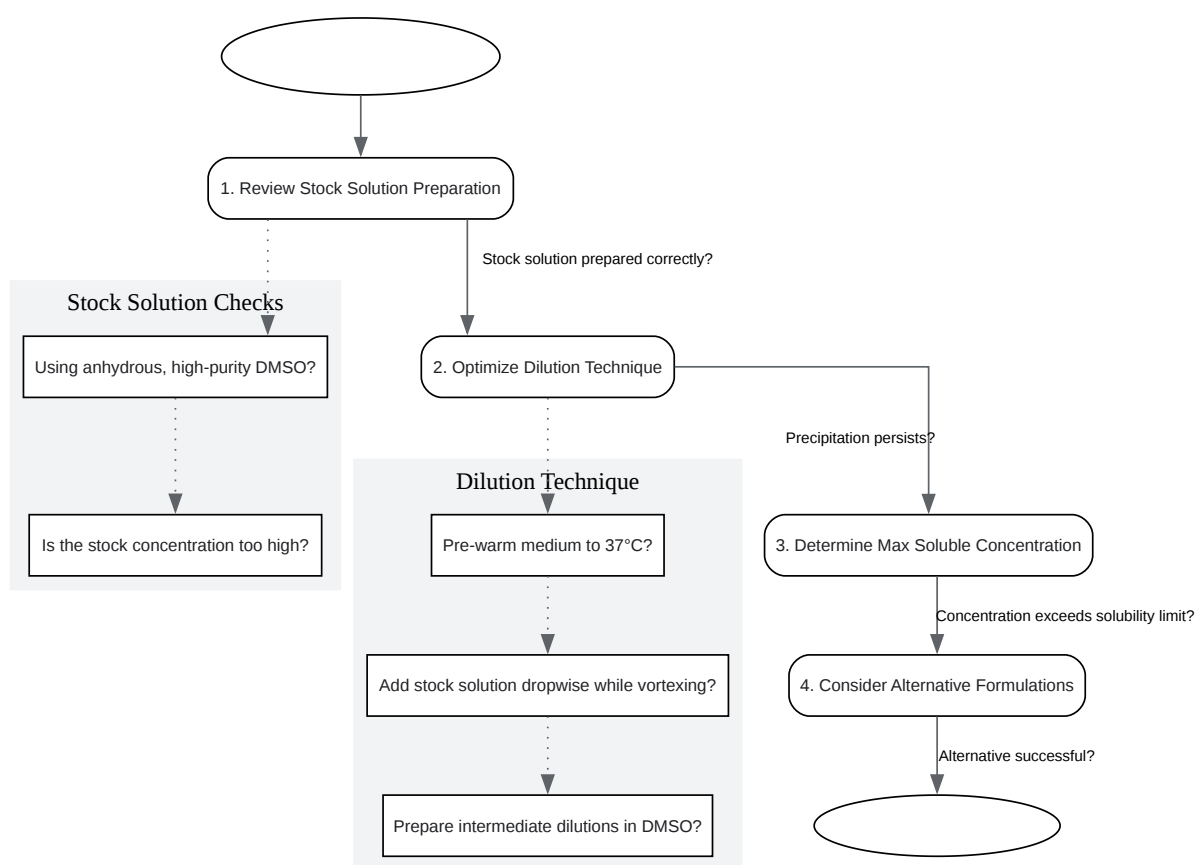 1. Review Stock Solution Preparation
Stock solution prepared correctly?
Stock Solution Checks
Using anhydrous, high-purity DMSO?
2. Optimize Dilution Technique
Precipitation persists?
Dilution Technique
Is the stock concentration too high?
Pre-warm medium to 37°C?
3. Determine Max Soluble Concentration
Concentration exceeds solubility limit?
Add stock solution dropwise while vortexing?
4. Consider Alternative Formulations
Alternative successful?
Prepare intermediate dilutions in DMSO?